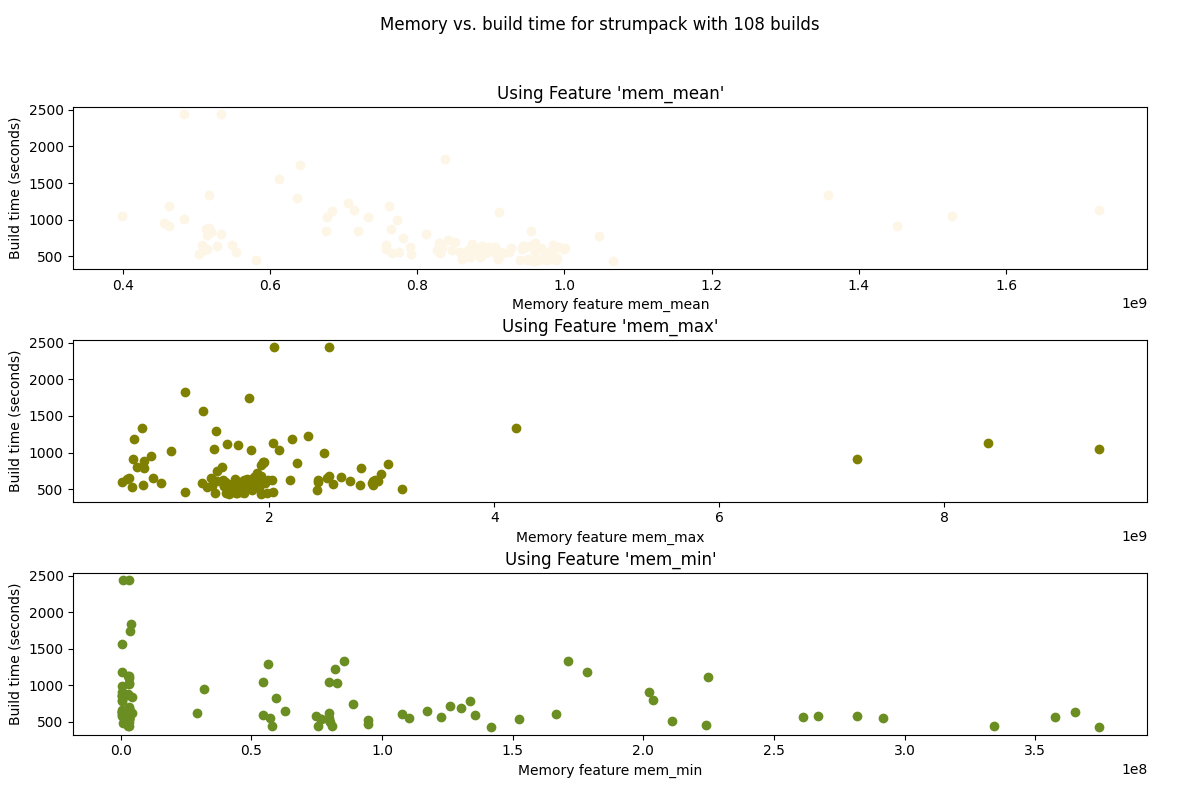 Memory vs. build time for strumpack with 108 builds
Using Feature 'mem_mean'
Build time (seconds)
2500
2000
1500
1000
500
0.4 0.6 0.8 1.0 1.2 1.4 1.6
1e9
Memory feature mem_mean
Using Feature 'mem_max'
Build time (seconds)
2500
2000
1500
1000
500
2 4 6 8
1e9
Memory feature mem_max
Using Feature 'mem_min'
Build time (seconds)
2500
2000
1500
1000
500
0.0 0.5 1.0 1.5 2.0 2.5 3.0 3.5
1e8
Memory feature mem_min